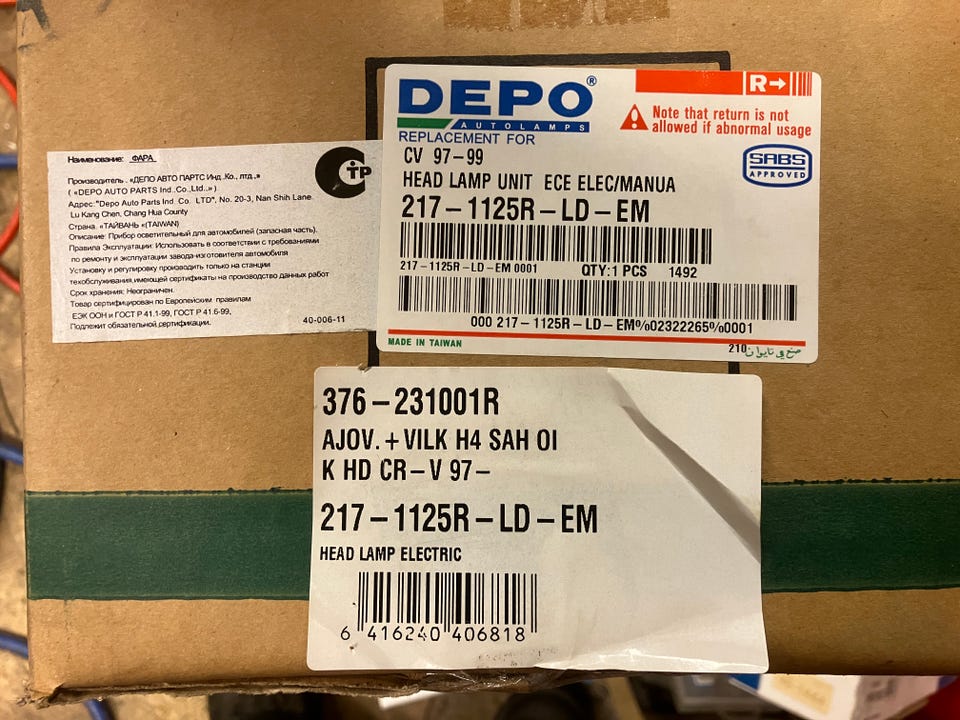 Наименование: ФАРА
Производитель. «ДЕПО АВТО ПАРТС Инд .Ко., лтд.,»
( «DEPO AUTO PARTS Ind .Co.,Ltd..» )
Адрес:"Depo Auto Parts Ind. Co. LTD", No. 20-3, Nan Shih Lane.
Lu Kang Chen, Chang Hua County
Страна. «ТАЙВАНЬ «(TAIWAN)
Описание: Прибор осветительный для автомобилей (запасная часть).
Правила Эксплуатации: Использовать в соответствии с требованиями
по ремонту и эксплуатации завода-изготовителя автомобиля
Установку и регулировку производить только на станции
техобслуживания,имеющей сертификаты на производство данных работ
Срок хранения: Неограничен.
Товар сертифицирован по Европейским правилам
ЕЭК ООН и ГОСТ Р 41.1-99, ГОСТ Р 41.6-99,
Подлежит обязательной сертификации.
40-006-11
DEPO®
AUTOLAMPS
R→
Note that return is not
allowed if abnormal usage
REPLACEMENT FOR
CV 97-99
HEAD LAMP UNIT ECE ELEC/MANUA
217-1125R-LD-EM
SABS
APPROVED
217-1125R-LD-EM 0001 QTY:1 PCS 1492
000 217-1125R-LD-EM%02322265%0001
MADE IN TAIWAN
210 صنع في تايوان
376-231001R
AJOV.+VILK H4 SAH OI
K HD CR-V 97-
217-1125R-LD-EM
HEAD LAMP ELECTRIC
6 416240 406818